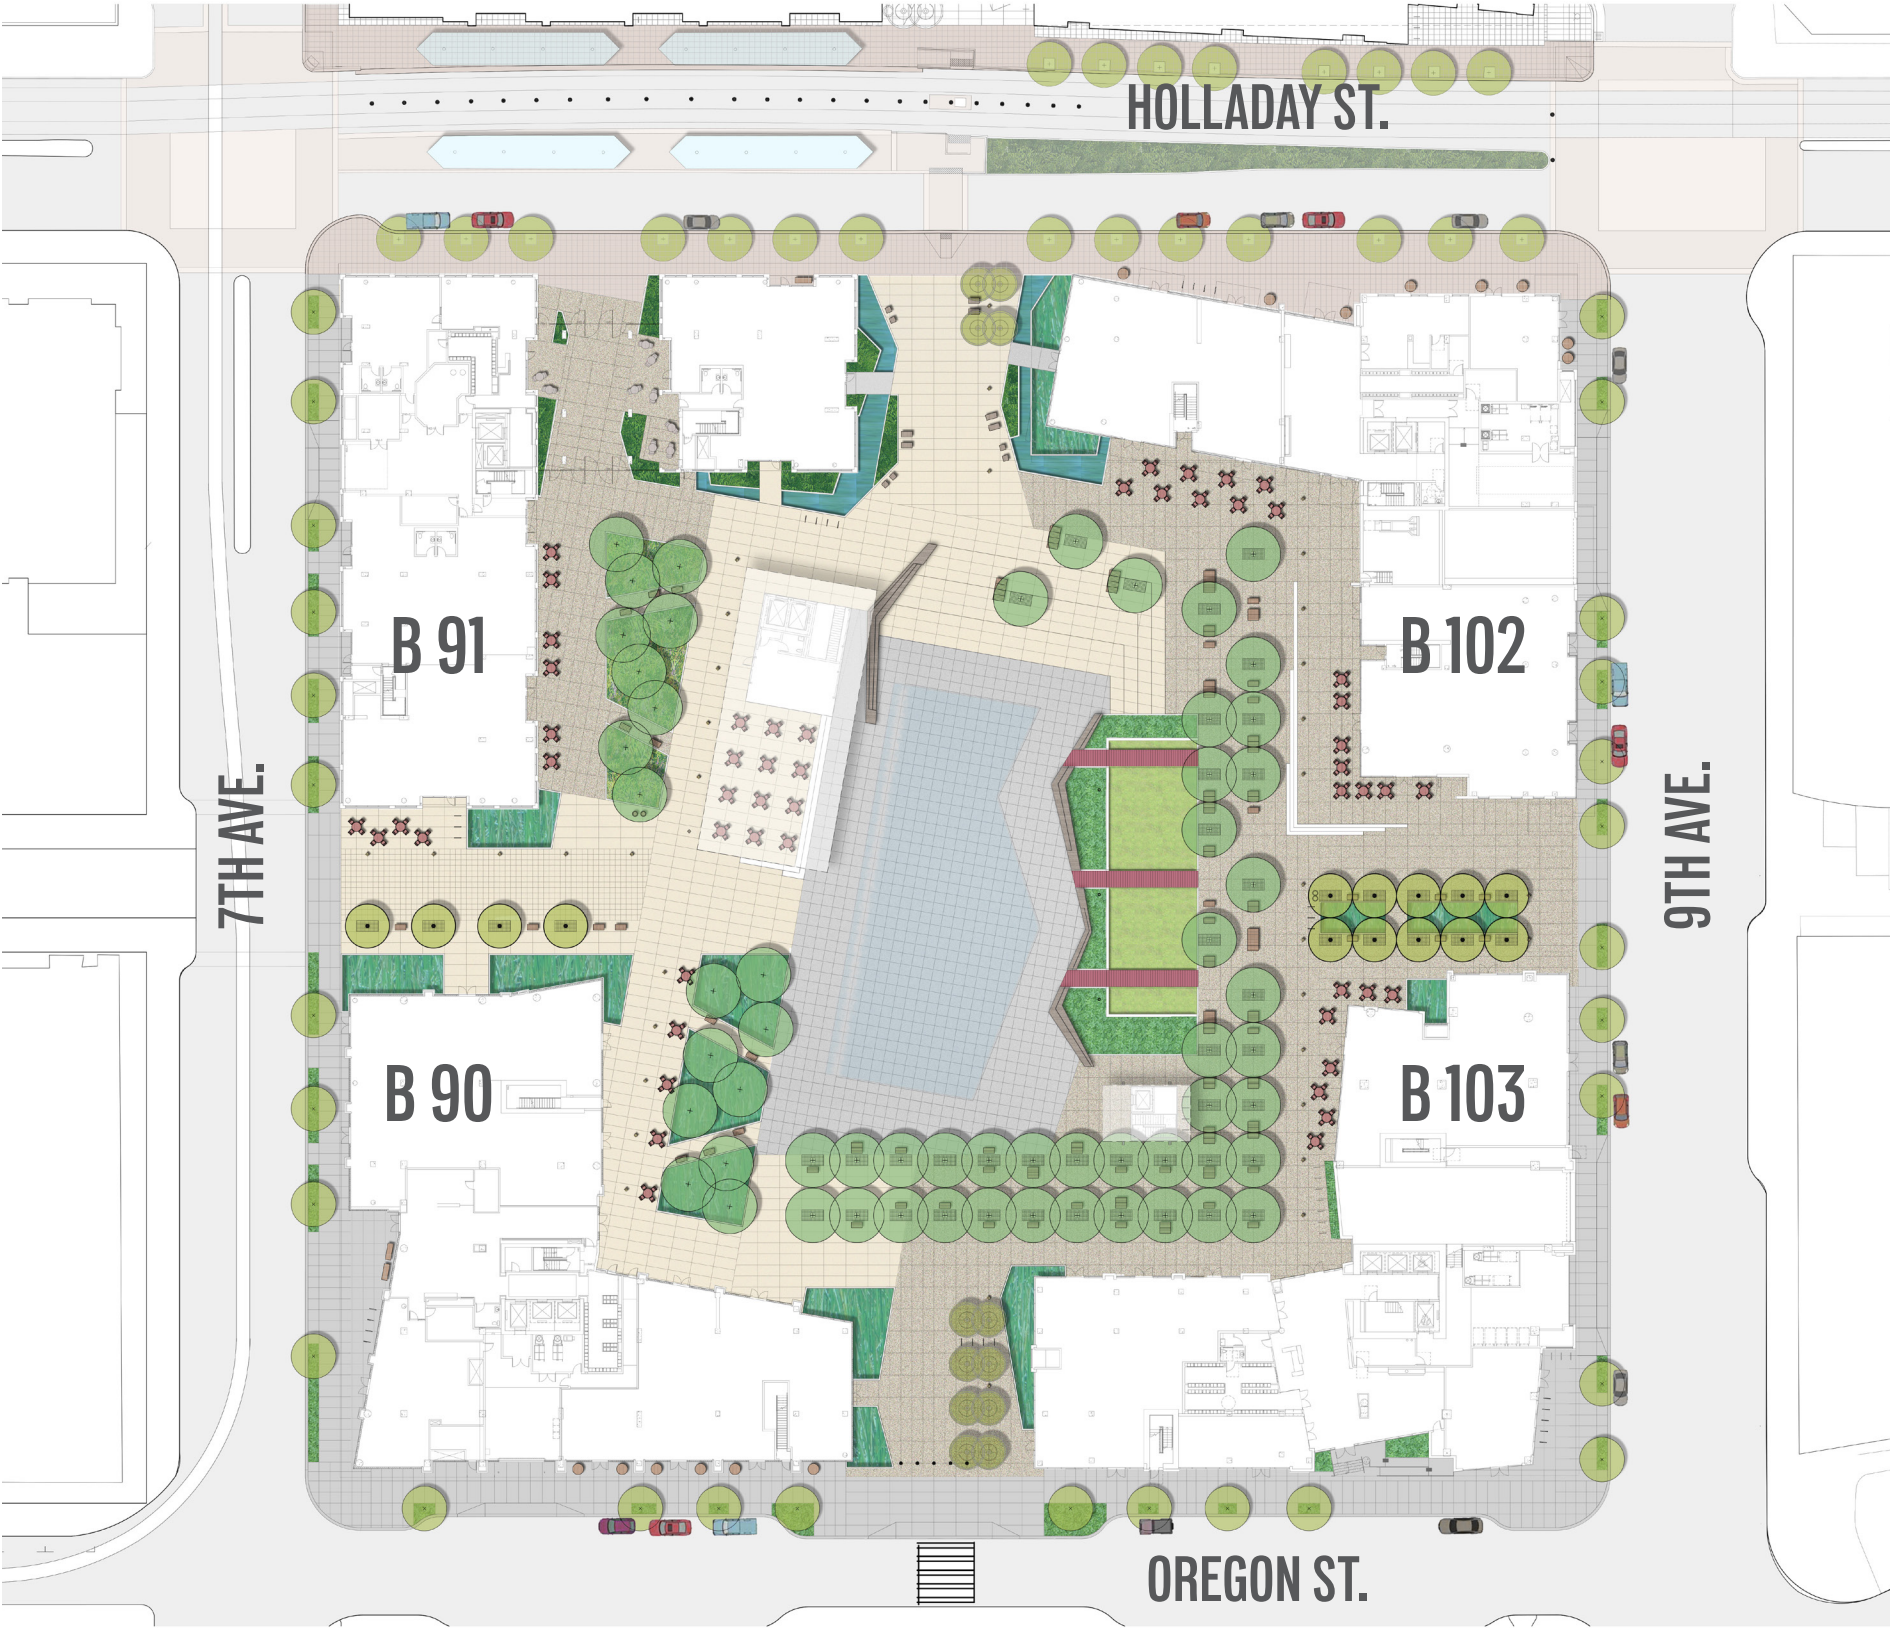 HOLLADAY ST.
B 91
B 102
7TH AVE.
9TH AVE.
B 90
B 103
OREGON ST.